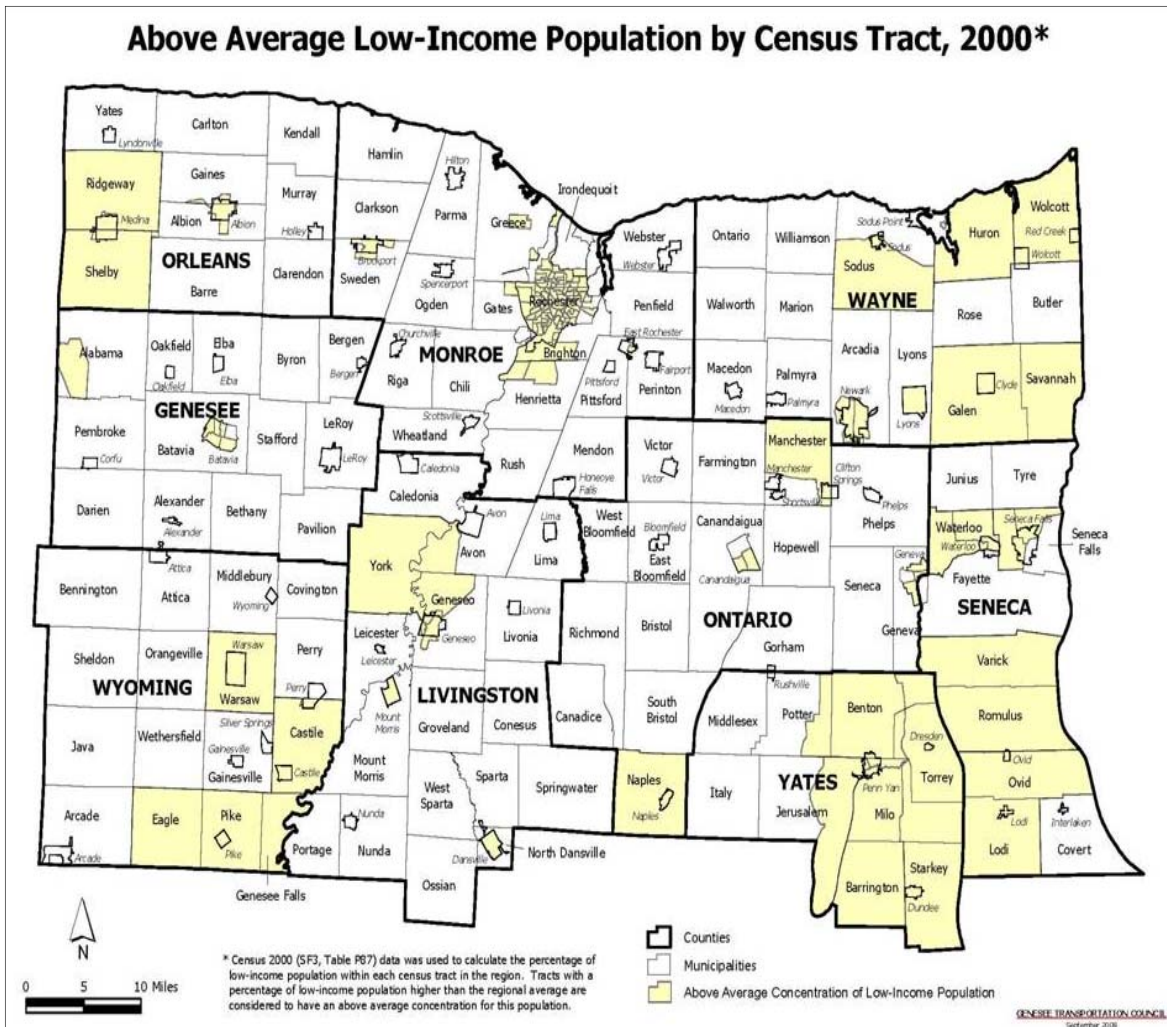 Above Average Low-Income Population by Census Tract, 2000*
Yates
Lyndonville
Carlton
Kendall
Hamlin
Hilton
Irondequoit
Ridgeway
Gaines
Murray
Clarkson
Parma
Greece
Webster
Webster
Ontario
Williamson
Sodus Point
Sodus
Huron
Wolcott
Red Creek
Wolcott
Medina
Albion
Albion
Holley
Brockport
Sweden
Spencerport
Ogden
Gates
Rochester
Penfield
Walworth
Marion
Sodus
WAYNE
Rose
Butler
Shelby
ORLEANS
Barre
Clarendon
Churchville
MONROE
Brighton
East Rochester
Fairport
Alabama
Oakfield
Oakfield
Elba
Elba
Byron
Bergen
Bergen
Riga
Chili
Henrietta
Pittsford
Pittsford
Perinton
Macedon
Macedon
Palmyra
Palmyra
Arcadia
Newark
Lyons
Lyons
Clyde
Galen
Savannah
GENESEE
Pembroke
Corfu
Batavia
Batavia
Stafford
LeRoy
LeRoy
Scottsville
Wheatland
Rush
Mendon
Honeoye
Falls
Victor
Victor
Farmington
Manchester
Manchester
Shortsville
Clifton
Springs
Phelps
Phelps
Junius
Tyre
Darien
Alexander
Alexander
Bethany
Pavilion
Caledonia
Caledonia
Avon
Avon
Lima
Lima
West
Bloomfield
Bloomfield
East
Bloomfield
Canandaigua
Canandaigua
Hopewell
Seneca
Geneva
Geneva
Waterloo
Waterloo
Seneca Falls
Seneca
Falls
Fayette
SENECA
Bennington
Attica
Attica
Middlebury
Wyoming
Covington
York
Geneseo
Geneseo
Livonia
Livonia
Richmond
Bristol
ONTARIO
Gorham
Rushville
Varick
Sheldon
Orangeville
Warsaw
Warsaw
Perry
Perry
Leicester
Leicester
WYOMING
LIVINGSTON
Mount
Morris
Groveland
Conesus
Canadice
South
Bristol
Middlesex
Potter
Benton
Dresden
Romulus
Java
Wethersfield
Silver Springs
Gainesville
Gainesville
Castile
Castile
Mount
Morris
West
Sparta
Sparta
Springwater
Naples
Naples
Italy
YATES
Jerusalem
Penn Yan
Milo
Torrey
Ovid
Ovid
Arcade
Arcade
Eagle
Pike
Pike
Genesee Falls
Portage
Nunda
Nunda
Dansville
North Dansville
Ossian
Barrington
Starkey
Dundee
Lodi
Lodi
Interlaken
Covert
N
0 5 10 Miles
* Census 2000 (SF3, Table P87) data was used to calculate the percentage of
low-income population within each census tract in the region. Tracts with a
percentage of low-income population higher than the regional average are
considered to have an above average concentration for this population.
Counties
Municipalities
Above Average Concentration of Low-Income Population
GENESEE TRANSPORTATION COUNCIL